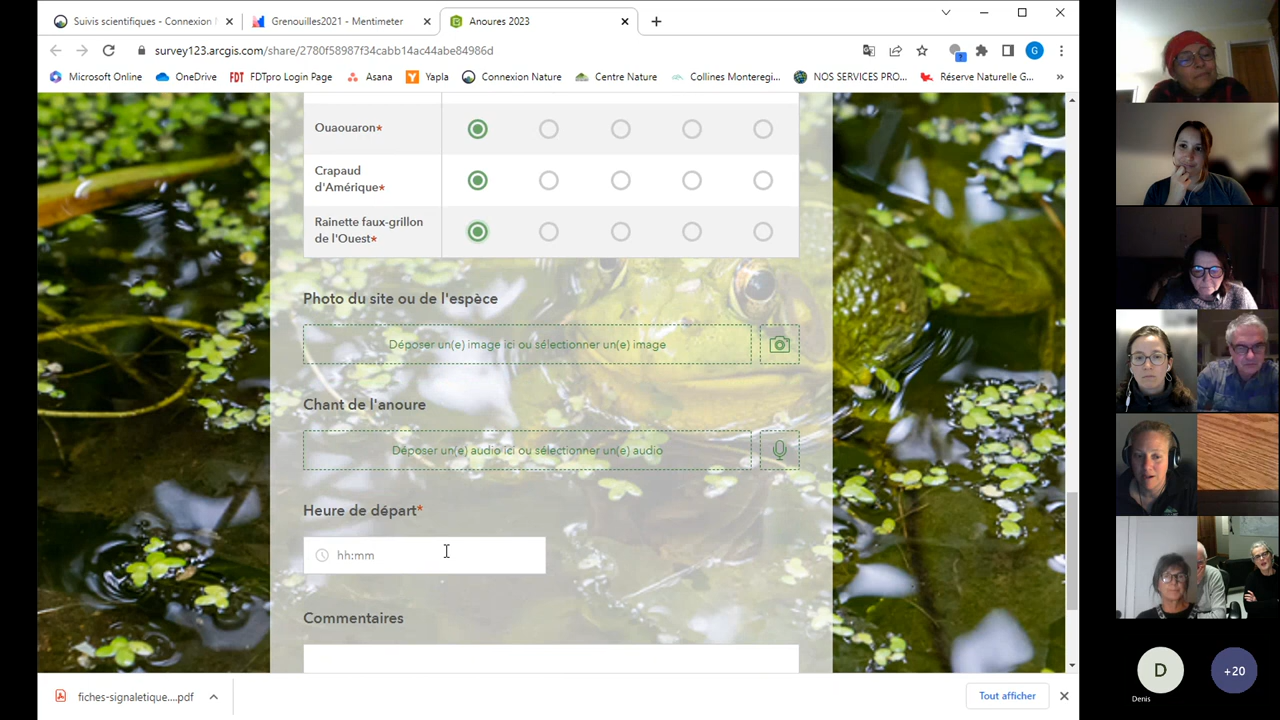 Suivis scientifiques - Connexion
Grenouilles2021 - Mentimeter
Anoures 2023
survey123.arcgis.com/share/2780f58987f34cabb14ac44abe84986d
G
?
Microsoft Online
OneDrive
FDT FDTpro Login Page
Asana
Yapla
Connexion Nature
Centre Nature
Collines Monteregi...
NOS SERVICES PRO...
Réserve Naturelle G...
»
Ouaouaron*
Crapaud
d'Amérique*
Rainette faux-grillon
de l'Ouest*
Photo du site ou de l'espèce
Déposer un(e) image ici ou sélectionner un(e) image
Chant de l'anoure
Déposer un(e) audio ici ou sélectionner un(e) audio
Heure de départ*
hh:mm
Commentaires
fiches-signaletique....pdf
Tout afficher
D
Denis
+20